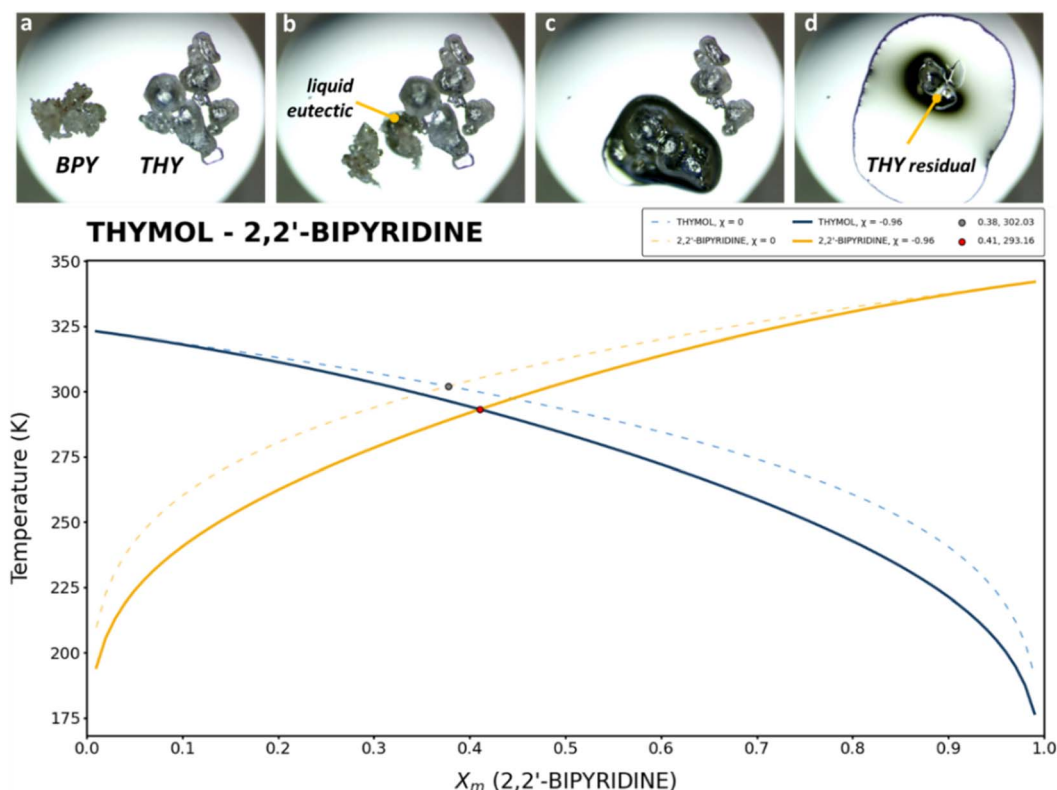 a
b
c
d
BPY
THY
liquid
eutectic
THY residual
THYMOL - 2,2'-BIPYRIDINE
THYMOL, χ = 0
2,2'-BIPYRIDINE, χ = 0
THYMOL, χ = -0.96
2,2'-BIPYRIDINE, χ = -0.96
0.38, 302.03
0.41, 293.16
Temperature (K)
350
325
300
275
250
225
200
175
0.0 0.1 0.2 0.3 0.4 0.5 0.6 0.7 0.8 0.9 1.0
Xm (2,2'-BIPYRIDINE)